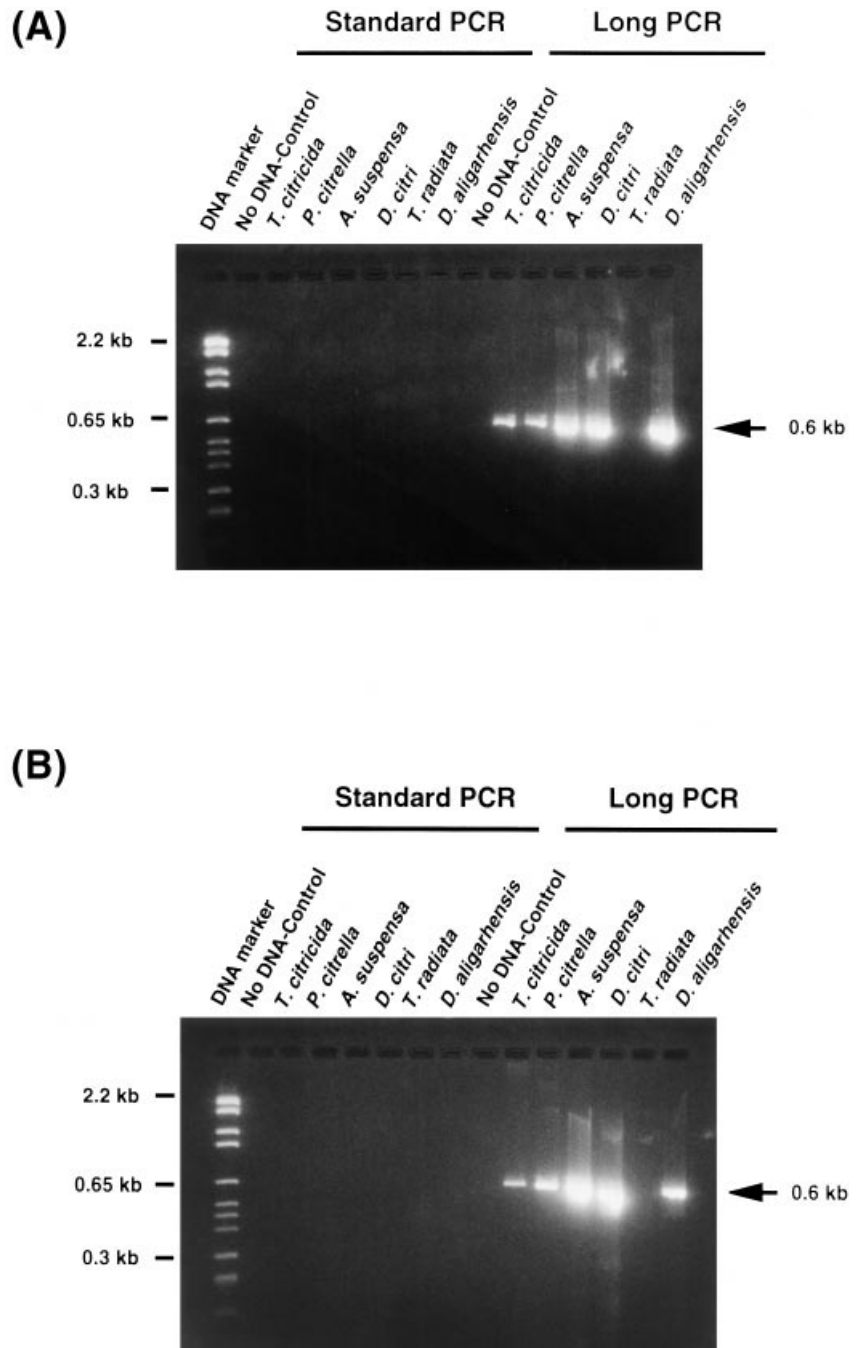 (A)
Standard PCR
Long PCR
DNA marker
No DNA-Control
T. citricida
P. citrella
A. suspensa
D. citri
T. radiata
D. aligarhensis
No DNA-Control
T. citricida
P. citrella
A. suspensa
D. citri
T. radiata
D. aligarhensis
2.2 kb
0.65 kb
0.3 kb
0.6 kb
(B)
Standard PCR
Long PCR
DNA marker
No DNA-Control
T. citricida
P. citrella
A. suspensa
D. citri
T. radiata
D. aligarhensis
No DNA-Control
T. citricida
P. citrella
A. suspensa
D. citri
T. radiata
D. aligarhensis
2.2 kb
0.65 kb
0.3 kb
0.6 kb